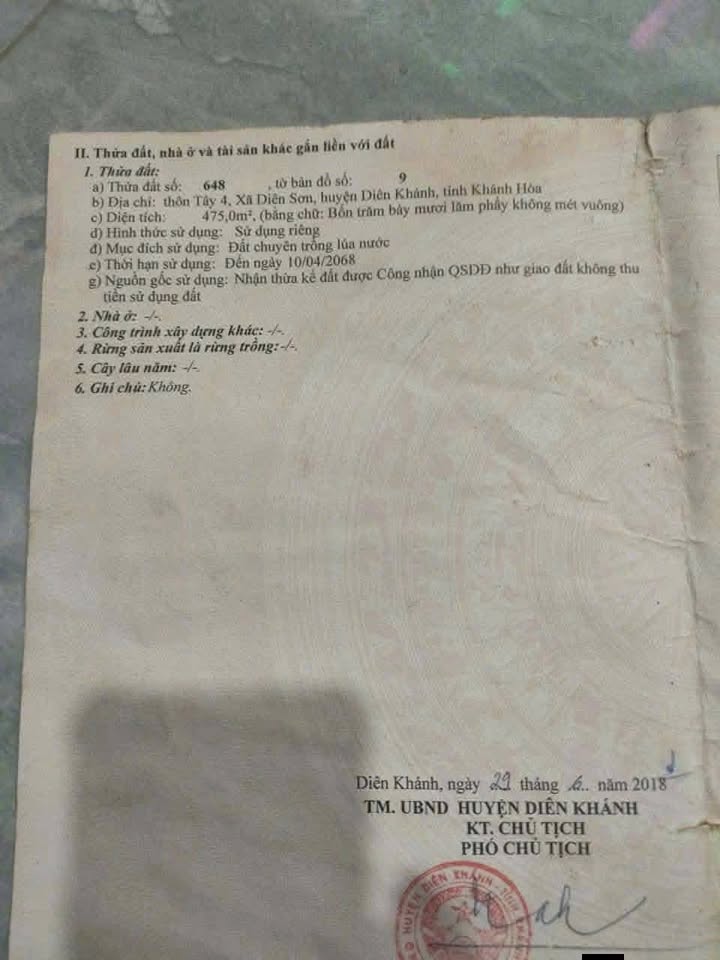 II. Thửa đất, nhà ở và tài sản khác gắn liền với đất
1. Thửa đất:
a) Thửa đất số: 648 , tờ bản đồ số: 9
b) Địa chỉ: thôn Tây 4, Xã Diên Sơn, huyện Diên Khánh, tỉnh Khánh Hòa
c) Diện tích: 475,0m², (bằng chữ: Bốn trăm bảy mươi lăm phẩy không mét vuông)
d) Hình thức sử dụng: Sử dụng riêng
đ) Mục đích sử dụng: Đất chuyên trồng lúa nước
e) Thời hạn sử dụng: Đến ngày 10/04/2068
g) Nguồn gốc sử dụng: Nhận thừa kế đất được Công nhận QSDĐ như giao đất không thu
tiền sử dụng đất
2. Nhà ở: -/-.
3. Công trình xây dựng khác: -/-.
4. Rừng sản xuất là rừng trồng: -/-.
5. Cây lâu năm: -/-.
6. Ghi chú: Không.
Diên Khánh, ngày 29 tháng 6.. năm 2018
TM. UBND HUYỆN DIÊN KHÁNH
KT. CHỦ TỊCH
PHÓ CHỦ TỊCH
HUYỆN DIÊN KHÁNH